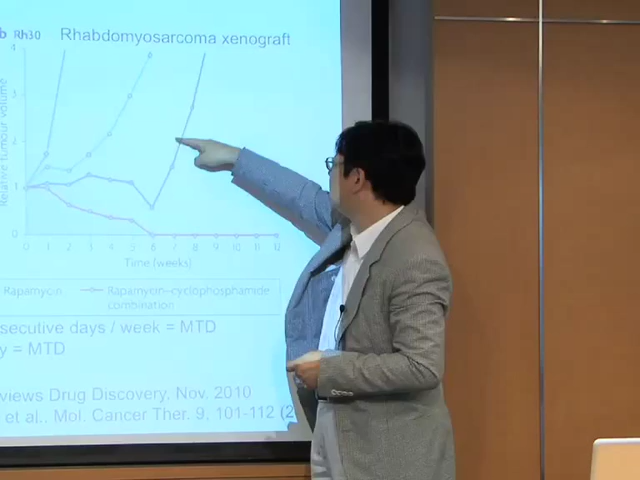 b Rh30 Rhabdomyosarcoma xenograft
4
3
2
1
0
Relative tumour volume
0 1 2 3 4 5 6 7 8 9 10 11 12
Time (weeks)
Rapamycin
Rapamycin–cyclophosphamide
combination
secutive days / week = MTD
y = MTD
views Drug Discovery. Nov. 2010
et al., Mol. Cancer Ther. 9, 101-112 (2